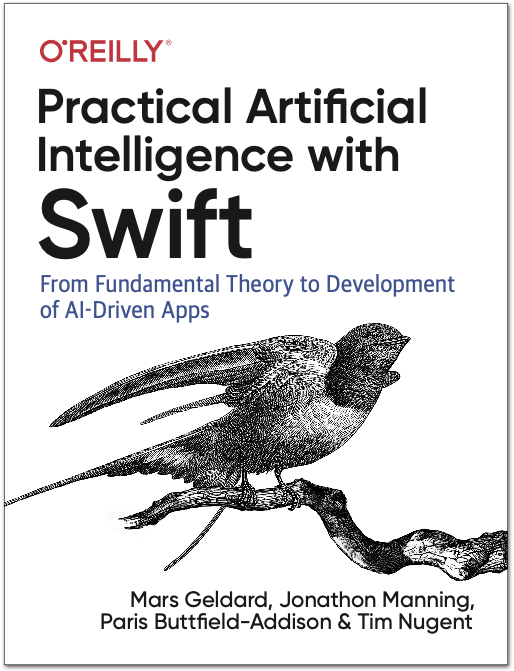 O'REILLY®
Practical Artificial
Intelligence with
Swift
From Fundamental Theory to Development
of AI-Driven Apps
Mars Geldard, Jonathon Manning,
Paris Buttfield-Addison & Tim Nugent